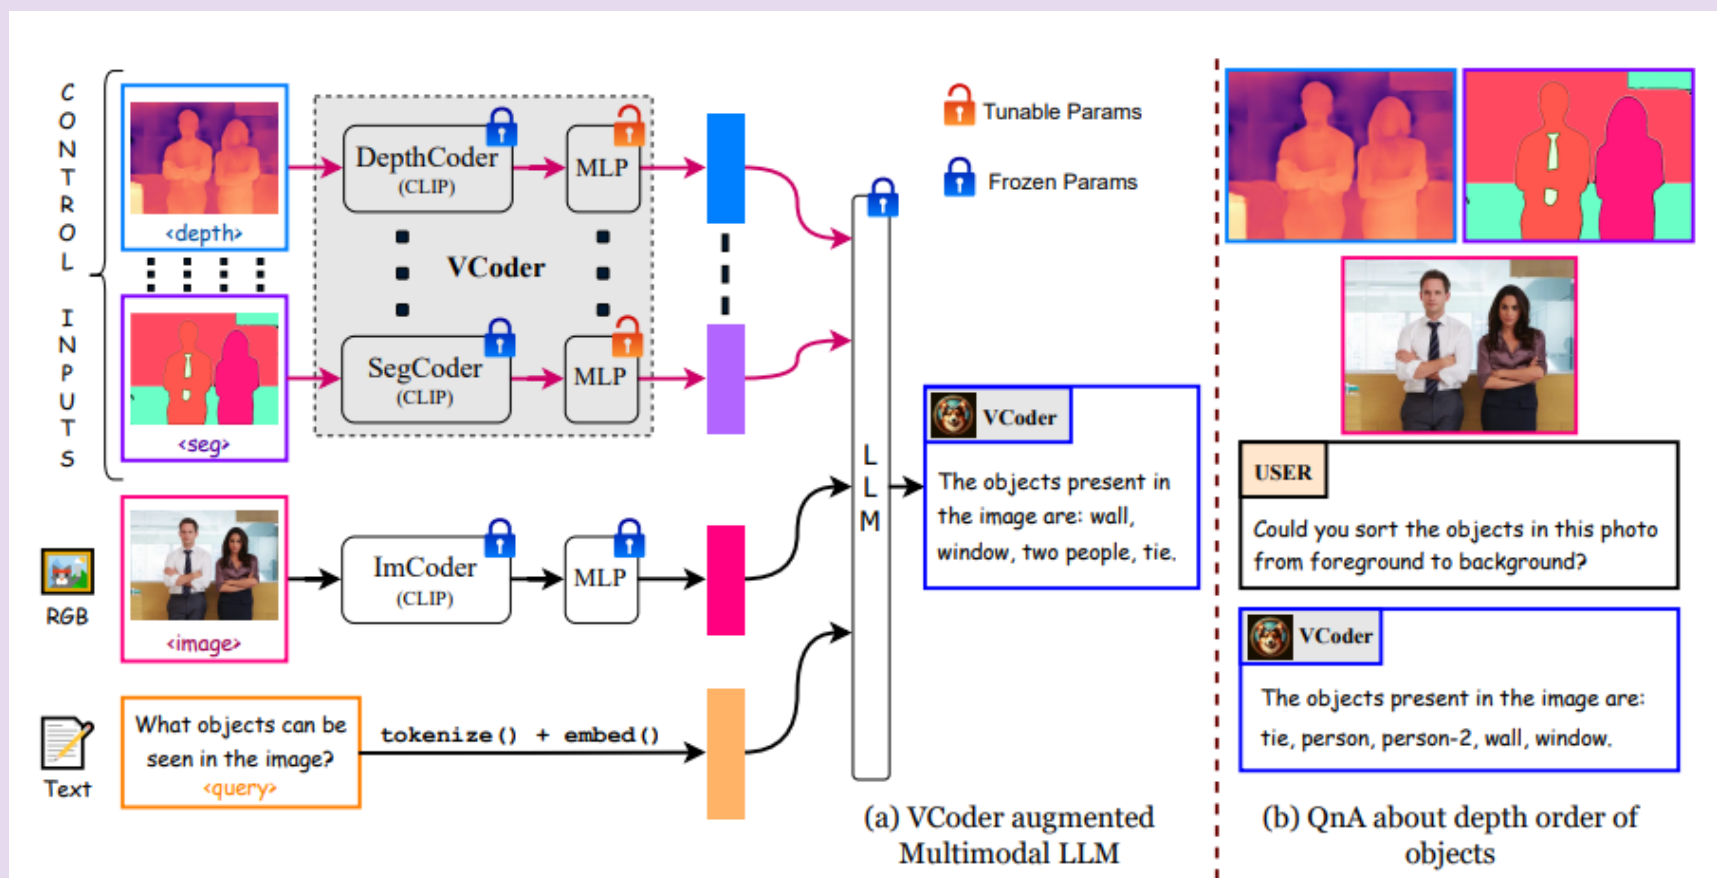 CONTROL
INPUTS
<depth>
<seg>
DepthCoder
(CLIP)
MLP
VCoder
SegCoder
(CLIP)
MLP
Tunable Params
Frozen Params
RGB
<image>
ImCoder
(CLIP)
MLP
Text
What objects can be
seen in the image?
<query>
tokenize() + embed()
LLM
VCoder
The objects present in
the image are: wall,
window, two people, tie.
(a) VCoder augmented
Multimodal LLM
USER
Could you sort the objects in this photo
from foreground to background?
VCoder
The objects present in the image are:
tie, person, person-2, wall, window.
(b) QnA about depth order of
objects